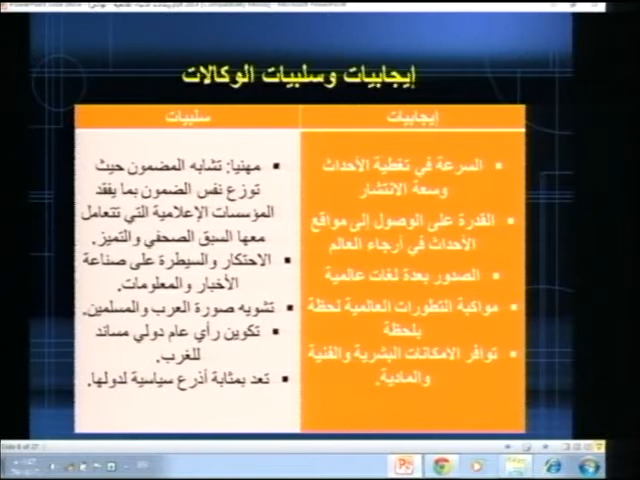 إيجابيات وسلبيات الوكالات
إيجابيات
السرعة في تغطية الأحداث
وسعة الانتشار
القدرة على الوصول إلى مواقع
الأحداث في أرجاء العالم
الصدور بعدة لغات عالمية
مواكبة التطورات العالمية لحظة
بلحظة
توافر الامكانات البشرية والفنية
والمادية.
سلبيات
مهنيا: تشابه المضمون حيث
توزع نفس الضمون بما يفقد
المؤسسات الإعلامية التي تتعامل
معها السبق الصحفي والتميز.
الاحتكار والسيطرة على صناعة
الأخبار والمعلومات.
تشويه صورة العرب والمسلمين.
تكوين رأي عام دولي مساند
للغرب.
تعد بمثابة أذرع سياسية لدولها.